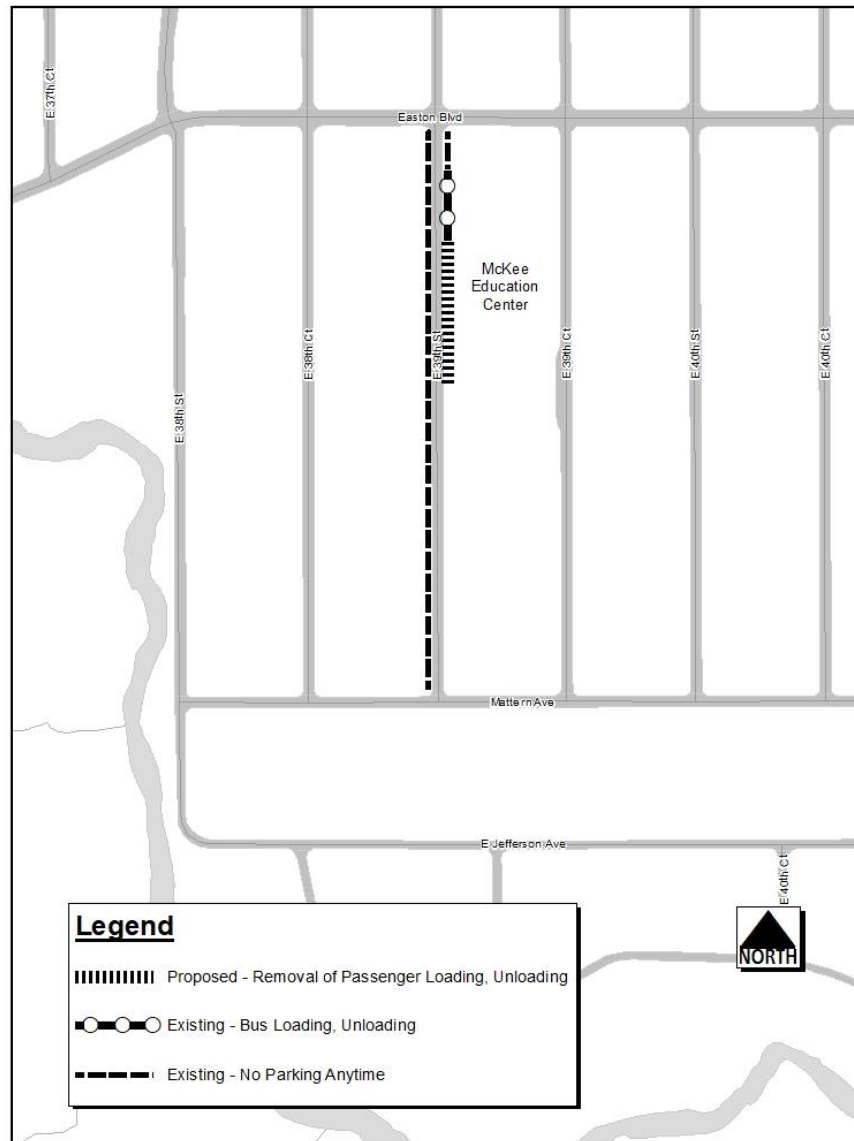 E 37th Ct
Easton Blvd
McKee
Education
Center
E 38th St
E 38th Ct
E 39th St
E 39th Ct
E 40th St
E 40th Ct
Mattern Ave
E Jefferson Ave
E 40th Ct
Legend
Proposed - Removal of Passenger Loading, Unloading
Existing - Bus Loading, Unloading
Existing - No Parking Anytime
NORTH